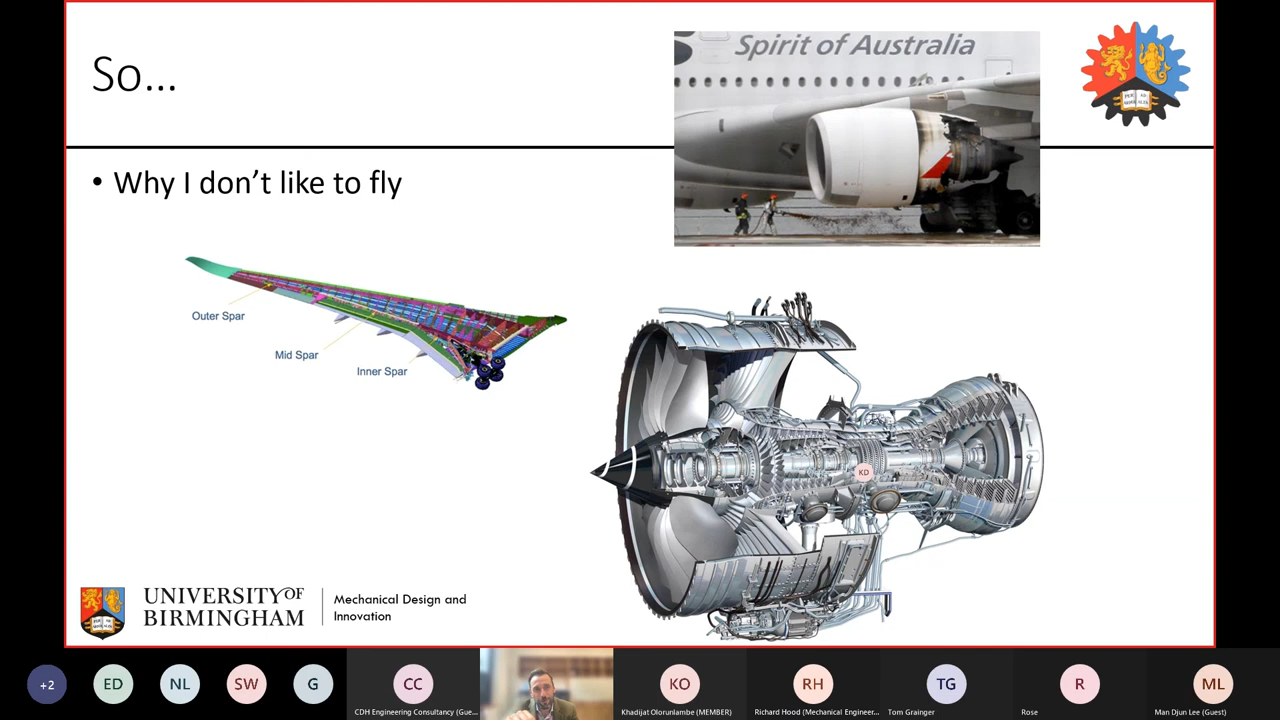 So…
Spirit of Australia
• Why I don’t like to fly
Outer Spar
Mid Spar
Inner Spar
KD
UNIVERSITY OF
BIRMINGHAM
Mechanical Design and
Innovation
+2
ED
NL
SW
G
CC
CDH Engineering Consultancy (Gue...
KO
Khadijat Olorunlambe (MEMBER)
RH
Richard Hood (Mechanical Engineer...
TG
Tom Grainger
R
Rose
ML
Man Djun Lee (Guest)